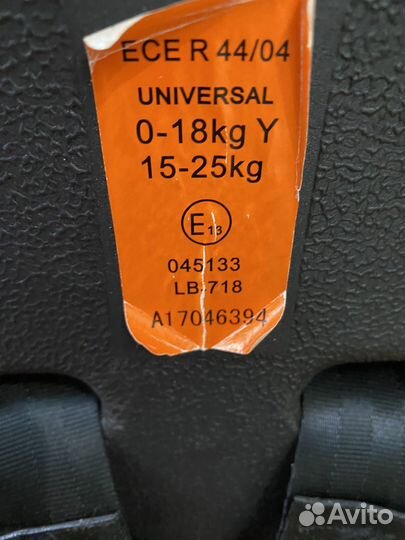 ECE R 44/04
UNIVERSAL
0-18kg Y
15-25kg
E13
045133
LB-718
A17046394
Avito